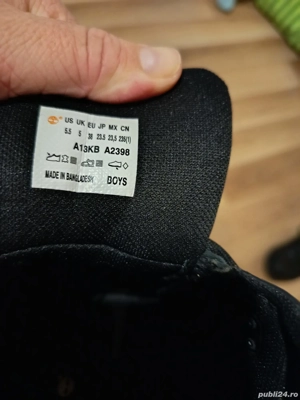 US UK EU JP MX CN
5.5 5 38 23.5 23.5 235(1)
A13KB A2398
MADE IN BANGLADESH BOYS
publi24.ro